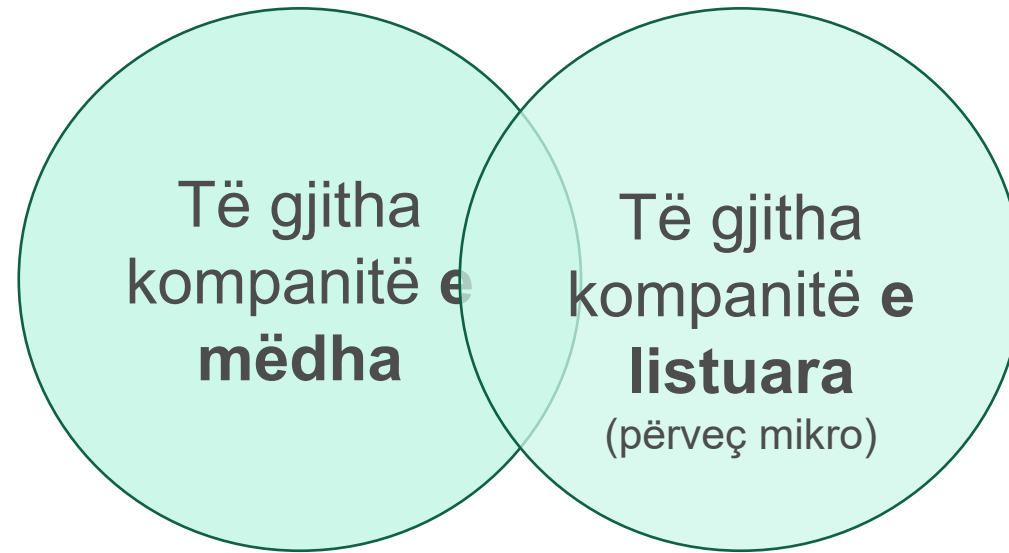 Të gjitha
kompanitë e
mëdha
Të gjitha
kompanitë e
listuara
(përveç mikro)